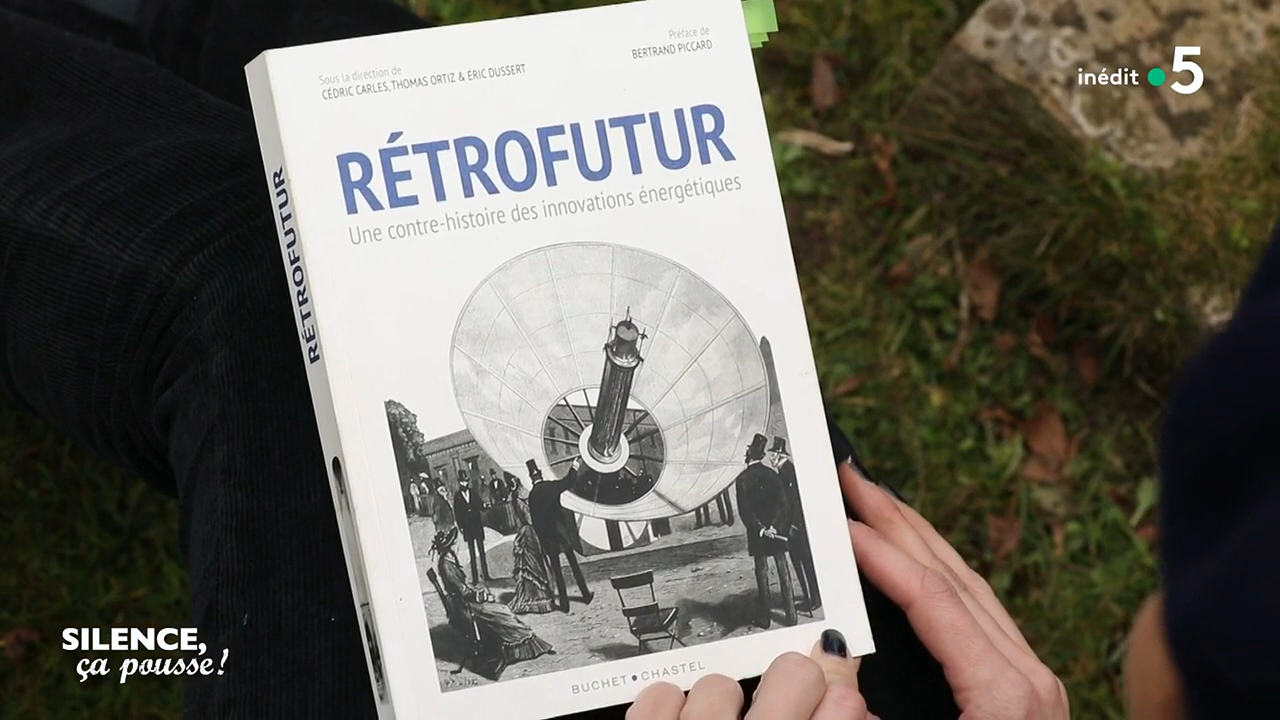 Sous la direction de
CÉDRIC CARLES, THOMAS ORTIZ & ÉRIC DUSSERT
Préface de
BERTRAND PICCARD
RÉTROFUTUR
Une contre-histoire des innovations énergétiques
RÉTROFUTUR
BUCHET • CHASTEL
inédit 5
SILENCE,
ça pousse !